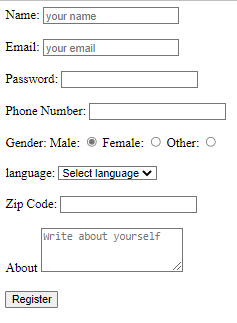 Name: your name
Email: your email
Password:
Phone Number:
Gender: Male: Female: Other:
language: Select language
Zip Code:
Write about yourself
About
Register